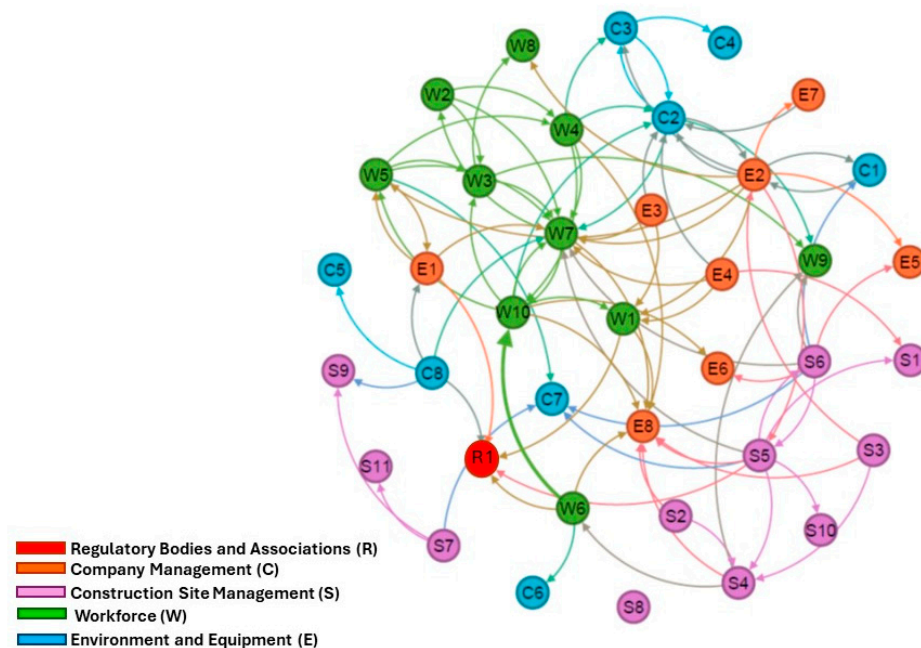 C3
C4
W8
W2
E7
C2
W4
W5
W3
E2
C1
E3
W7
W9
E5
C5
E1
E4
W10
W1
S6
S1
E6
S9
C8
C7
E8
S5
S3
R1
S11
W6
S2
S10
S7
S4
C6
S8
Regulatory Bodies and Associations (R)
Company Management (C)
Construction Site Management (S)
Workforce (W)
Environment and Equipment (E)